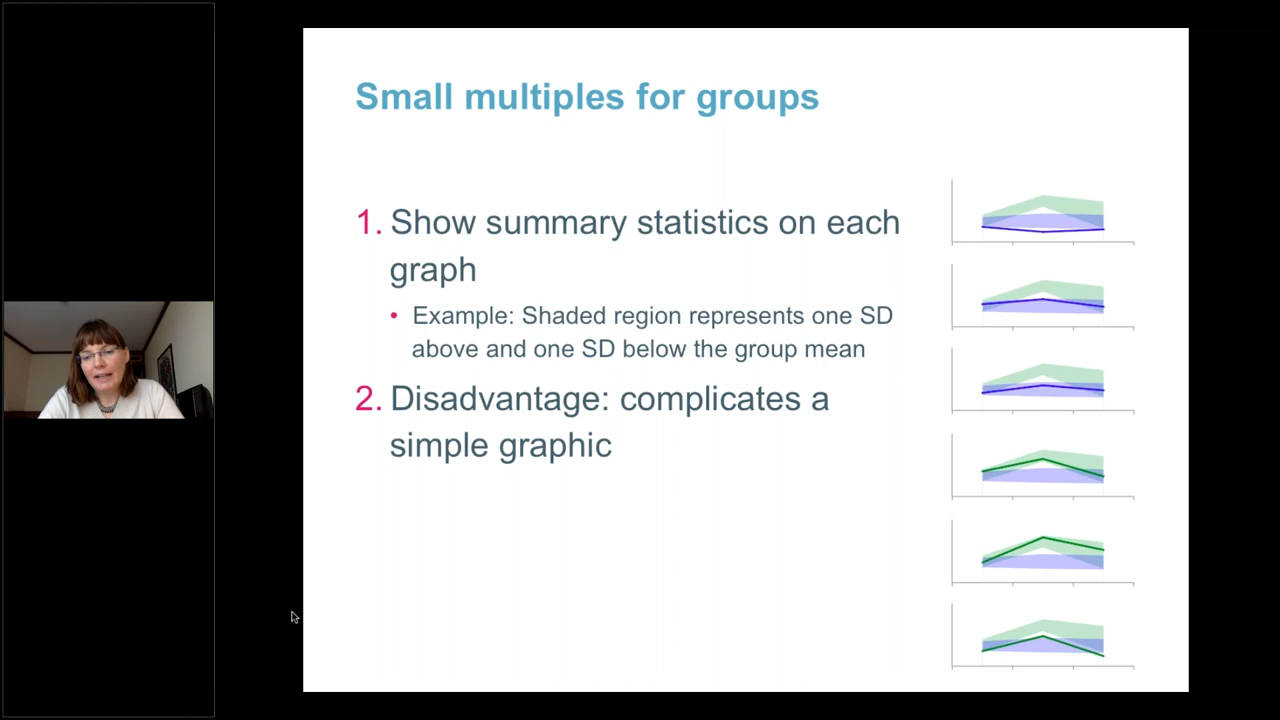 Small multiples for groups
1. Show summary statistics on each
graph
• Example: Shaded region represents one SD
above and one SD below the group mean
2. Disadvantage: complicates a
simple graphic